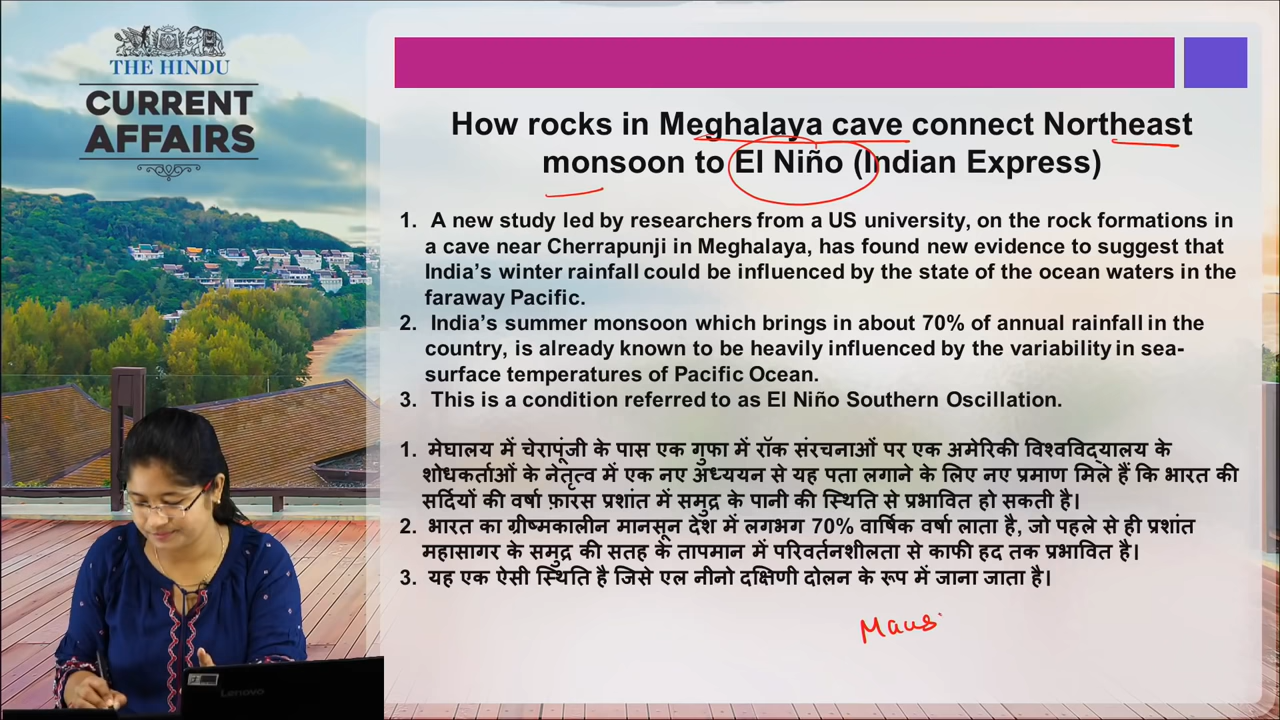 THE HINDU
CURRENT
AFFAIRS
How rocks in Meghalaya cave connect Northeast
monsoon to El Niño (Indian Express)
1. A new study led by researchers from a US university, on the rock formations in
a cave near Cherrapunji in Meghalaya, has found new evidence to suggest that
India’s winter rainfall could be influenced by the state of the ocean waters in the
faraway Pacific.
2. India’s summer monsoon which brings in about 70% of annual rainfall in the
country, is already known to be heavily influenced by the variability in sea-
surface temperatures of Pacific Ocean.
3. This is a condition referred to as El Niño Southern Oscillation.
1. मेघालय में चेरापूंजी के पास एक गुफा में रॉक संरचनाओं पर एक अमेरिकी विश्वविद्यालय के
शोधकर्ताओं के नेतृत्व में एक नए अध्ययन से यह पता लगाने के लिए नए प्रमाण मिले हैं कि भारत की
सर्दियों की वर्षा फ़ारस प्रशांत में समुद्र के पानी की स्थिति से प्रभावित हो सकती है।
2. भारत का ग्रीष्मकालीन मानसून देश में लगभग 70% वार्षिक वर्षा लाता है, जो पहले से ही प्रशांत
महासागर के समुद्र की सतह के तापमान में परिवर्तनशीलता से काफी हद तक प्रभावित है।
3. यह एक ऐसी स्थिति है जिसे एल नीनो दक्षिणी दोलन के रूप में जाना जाता है।
Maus
Lenovo